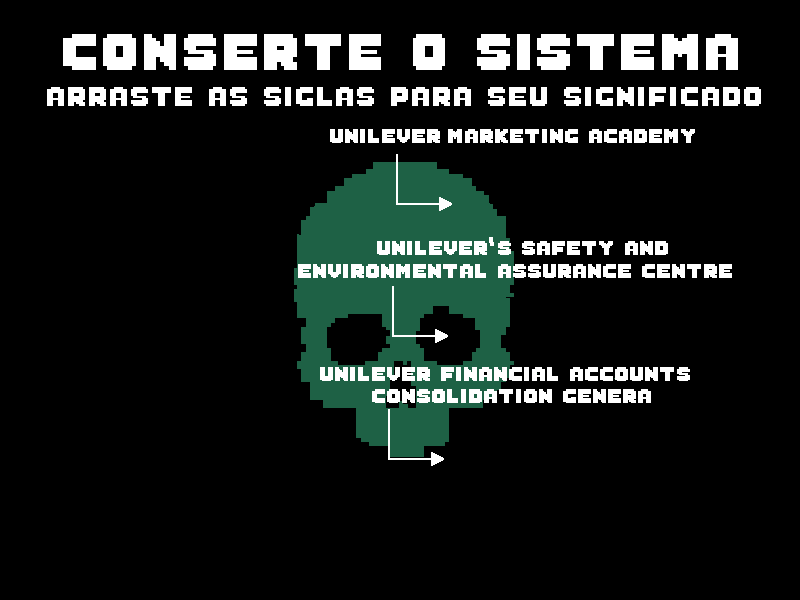 CONSERTE O SISTEMA
ARRASTE AS SIGLAS PARA SEU SIGNIFICADO
UNILEVER MARKETING ACADEMY
UNILEVER'S SAFETY AND
ENVIRONMENTAL ASSURANCE CENTRE
UNILEVER FINANCIAL ACCOUNTS
CONSOLIDATION GENERA